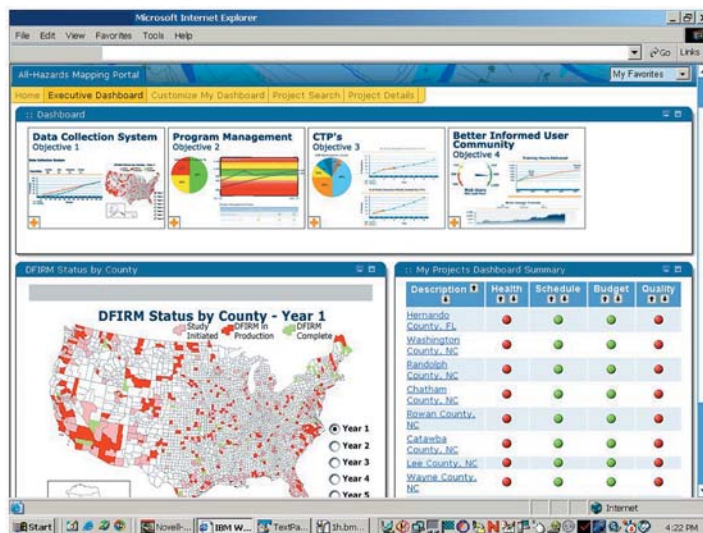 Microsoft Internet Explorer
File Edit View Favorites Tools Help
Go Links
All-Hazards Mapping Portal
My Favorites
Home Executive Dashboard Customize My Dashboard Project Search Project Details
:: Dashboard
Data Collection System
Objective 1
Program Management
Objective 2
CTP's
Objective 3
Better Informed User
Community
Objective 4
DFIRM Status by County
DFIRM Status by County - Year 1
Study
Initiated
DFIRM in
Production
DFIRM
Complete
Year 1
Year 2
Year 3
Year 4
Year 5
:: My Projects Dashboard Summary
Description Health Schedule Budget Quality
Hernando
County, FL
Washington
County, NC
Randolph
County, NC
Chatham
County, NC
Rowan County,
NC
Catawba
County, NC
Lee County, NC
Wayne County,
NC
Internet
Start Novell-... IBM W... TextPa... 1h.bm... 4:22 PM